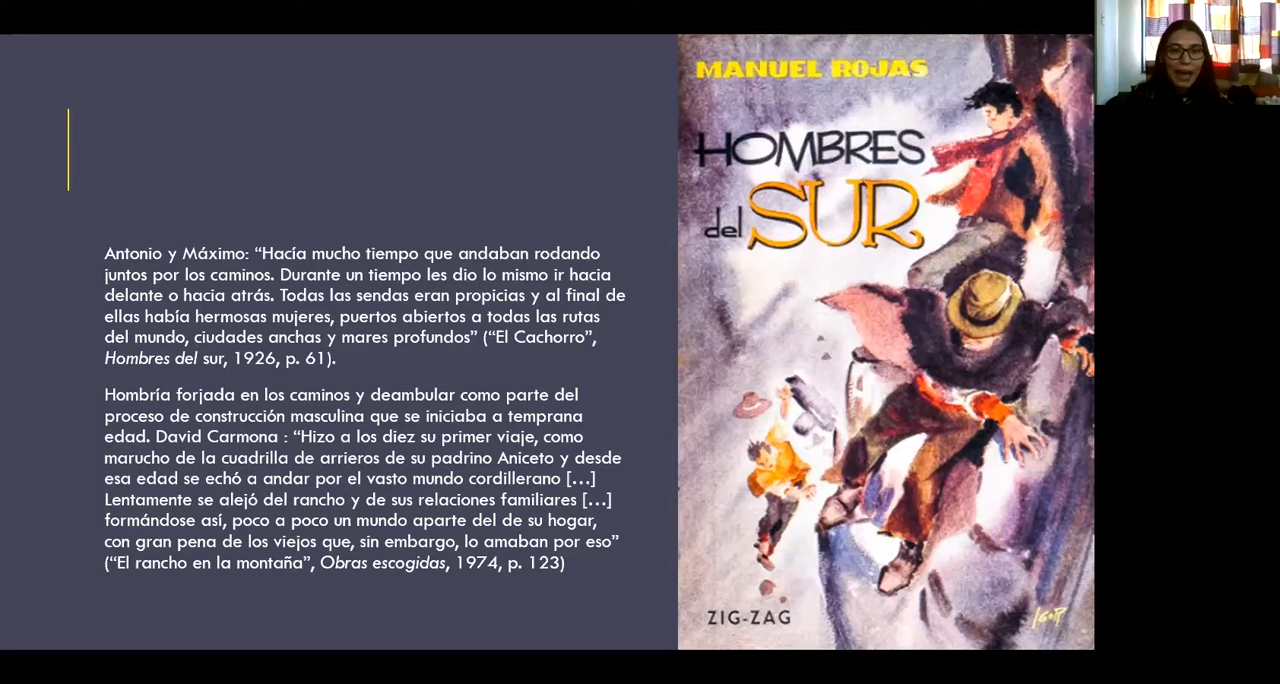 Antonio y Máximo: “Hacía mucho tiempo que andaban rodando
juntos por los caminos. Durante un tiempo les dio lo mismo ir hacia
delante o hacia atrás. Todas las sendas eran propicias y al final de
ellas había hermosas mujeres, puertos abiertos a todas las rutas
del mundo, ciudades anchas y mares profundos” (“El Cachorro”,
Hombres del sur, 1926, p. 61).
Hombría forjada en los caminos y deambular como parte del
proceso de construcción masculina que se iniciaba a temprana
edad. David Carmona : “Hizo a los diez su primer viaje, como
marucho de la cuadrilla de arrieros de su padrino Aniceto y desde
esa edad se echó a andar por el vasto mundo cordillerano […]
Lentamente se alejó del rancho y de sus relaciones familiares […]
formándose así, poco a poco un mundo aparte del de su hogar,
con gran pena de los viejos que, sin embargo, lo amaban por eso”
(“El rancho en la montaña”, Obras escogidas, 1974, p. 123)
MANUEL ROJAS
HOMBRES
del SUR
ZIG-ZAG